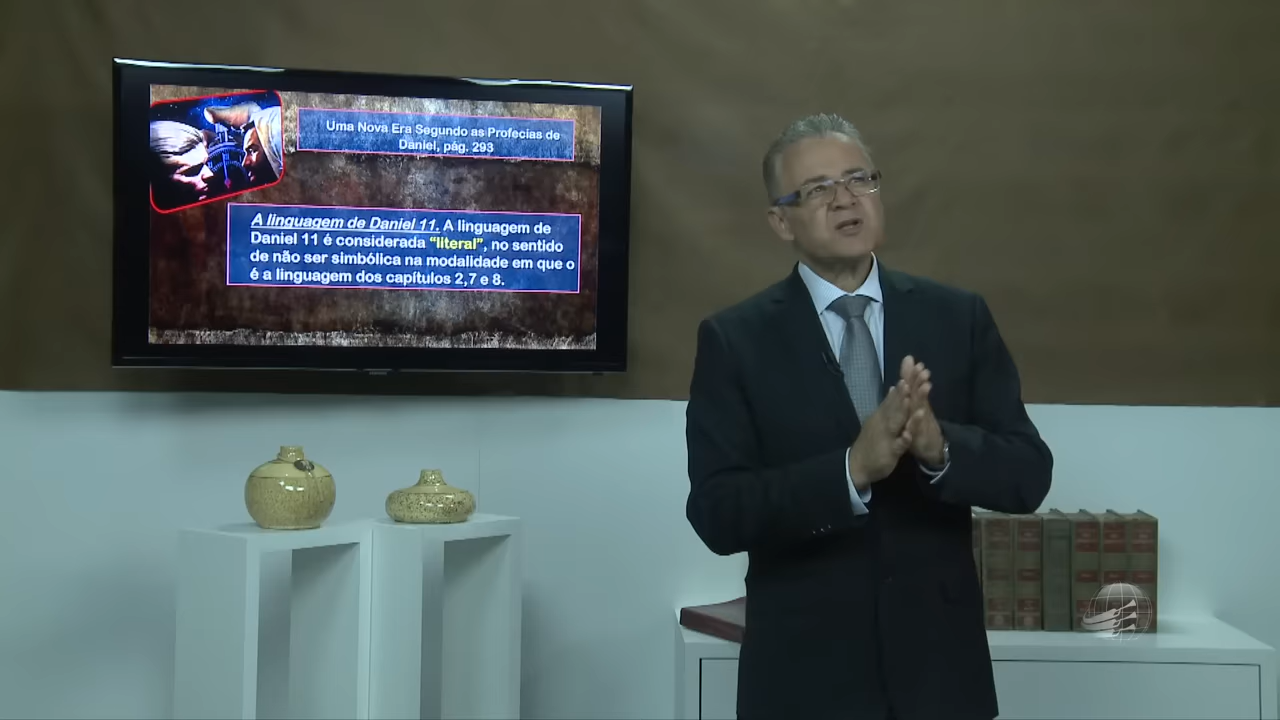 Uma Nova Era Segundo as Profecias de
Daniel, pág. 293
A linguagem de Daniel 11. A linguagem de
Daniel 11 é considerada “literal”, no sentido
de não ser simbólica na modalidade em que o
é a linguagem dos capítulos 2,7 e 8.